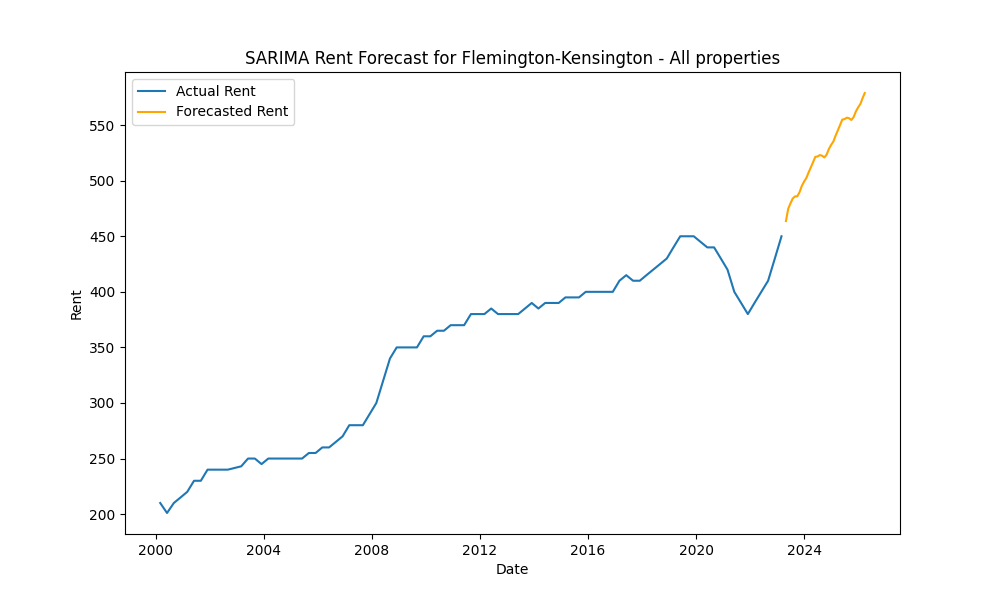 SARIMA Rent Forecast for Flemington-Kensington - All properties
Actual Rent
Forecasted Rent
550
500
450
400
350
300
250
200
Rent
2000 2004 2008 2012 2016 2020 2024
Date